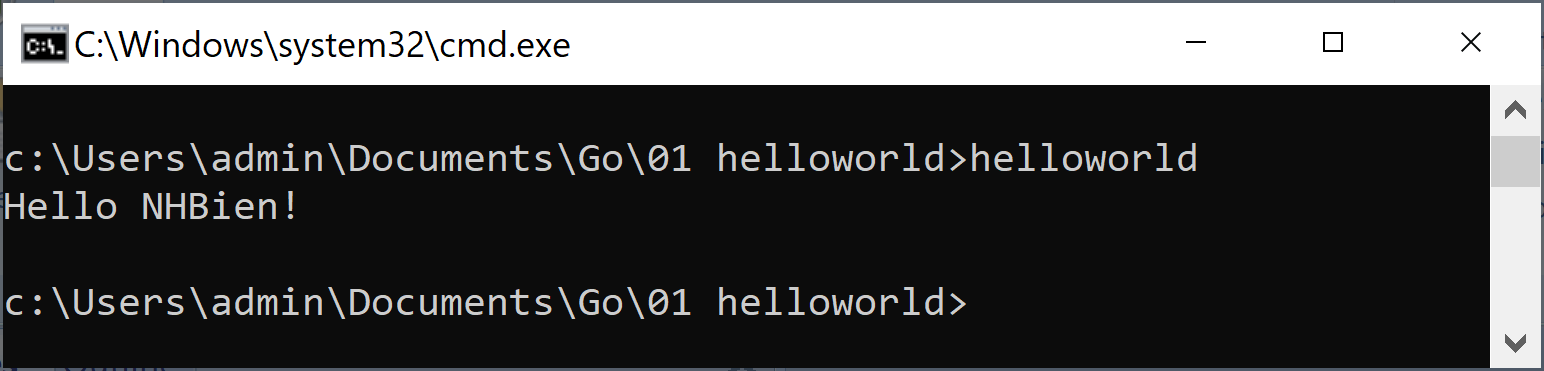 C:\Windows\system32\cmd.exe
c:\Users\admin\Documents\Go\01 helloworld>helloworld
Hello NHBien!
c:\Users\admin\Documents\Go\01 helloworld>